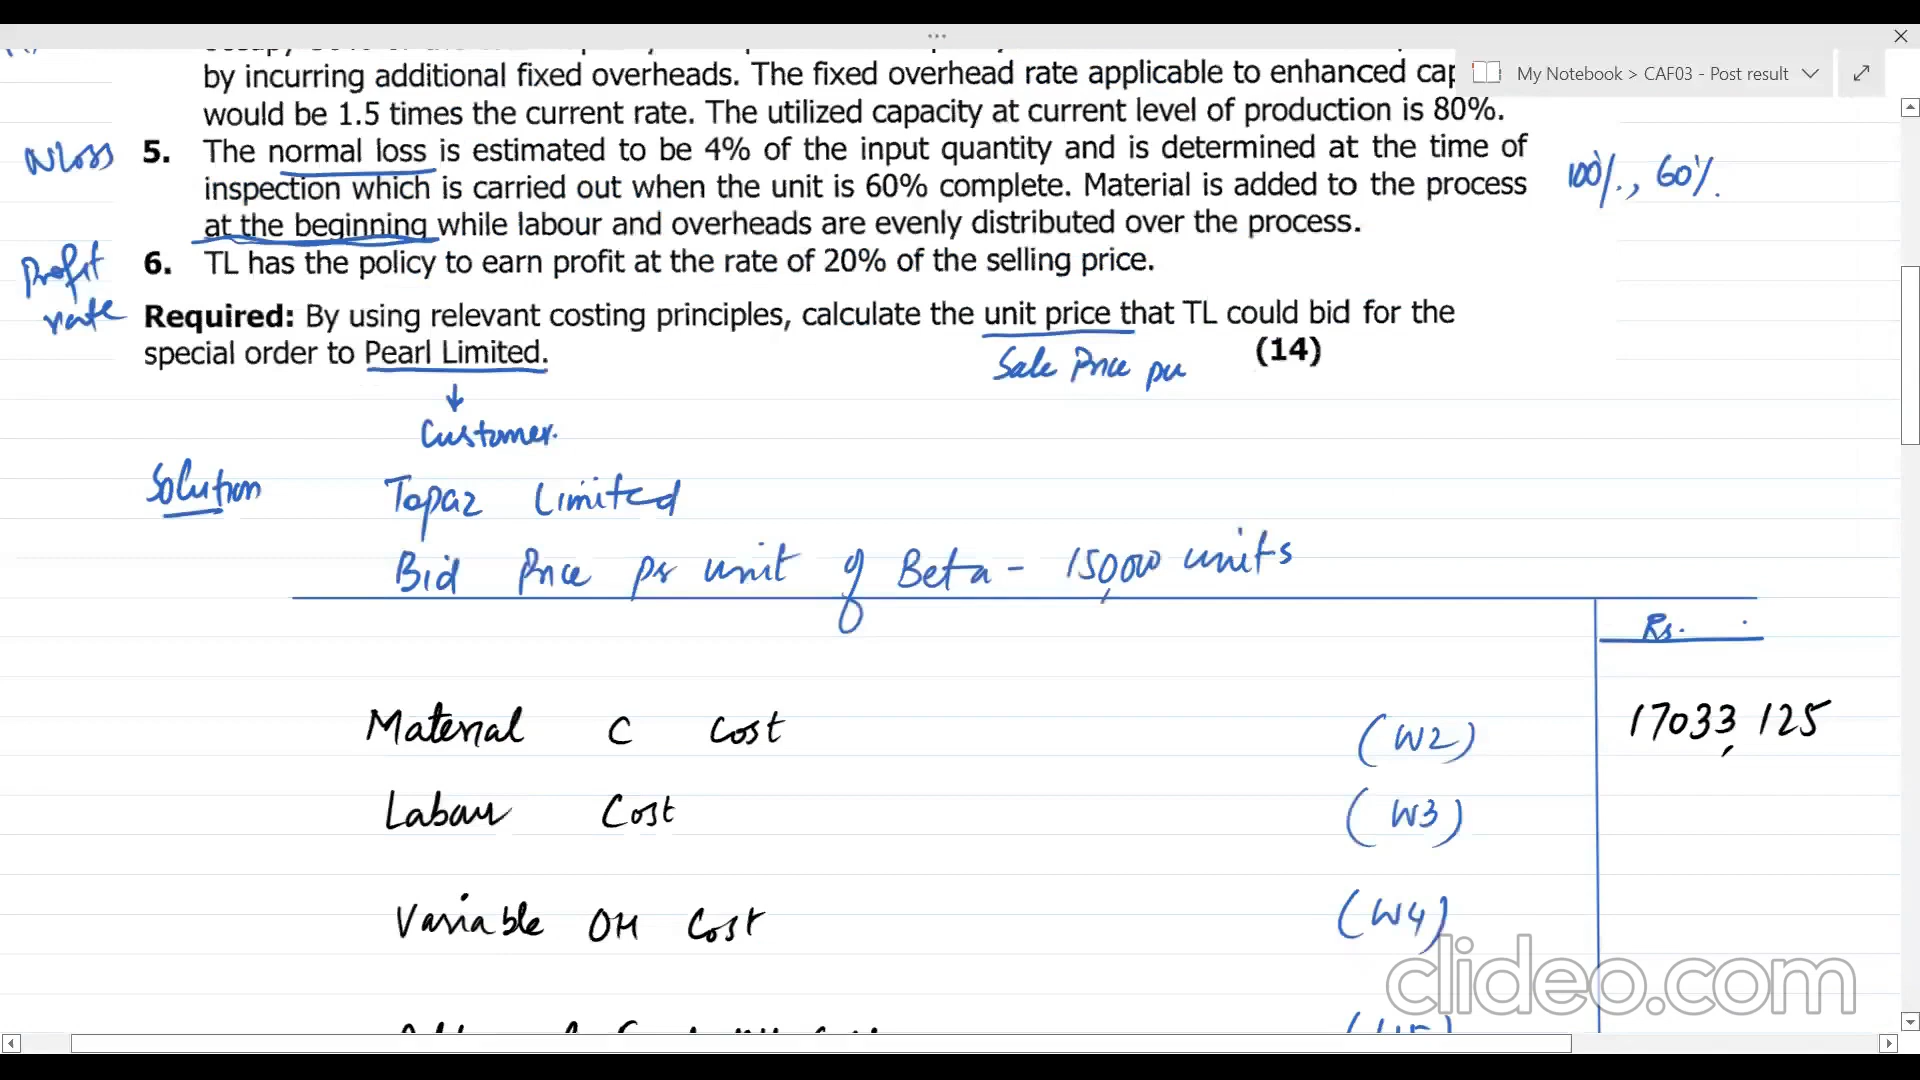 by incurring additional fixed overheads. The fixed overhead rate applicable to enhanced cap
My Notebook > CAF03 - Post result
would be 1.5 times the current rate. The utilized capacity at current level of production is 80%.
N Loss 5. The normal loss is estimated to be 4% of the input quantity and is determined at the time of
inspection which is carried out when the unit is 60% complete. Material is added to the process 100%, 60%.
at the beginning while labour and overheads are evenly distributed over the process.
Profit rate 6. TL has the policy to earn profit at the rate of 20% of the selling price.
Required: By using relevant costing principles, calculate the unit price that TL could bid for the
special order to Pearl Limited. (14)
Sale Price pu
Customer.
Solution Topaz Limited
Bid Price per unit of Beta - 15,000 units
Rs.
Material C Cost (W2) 17033,125
Labour Cost (W3)
Variable OH Cost (W4)
clideo.com